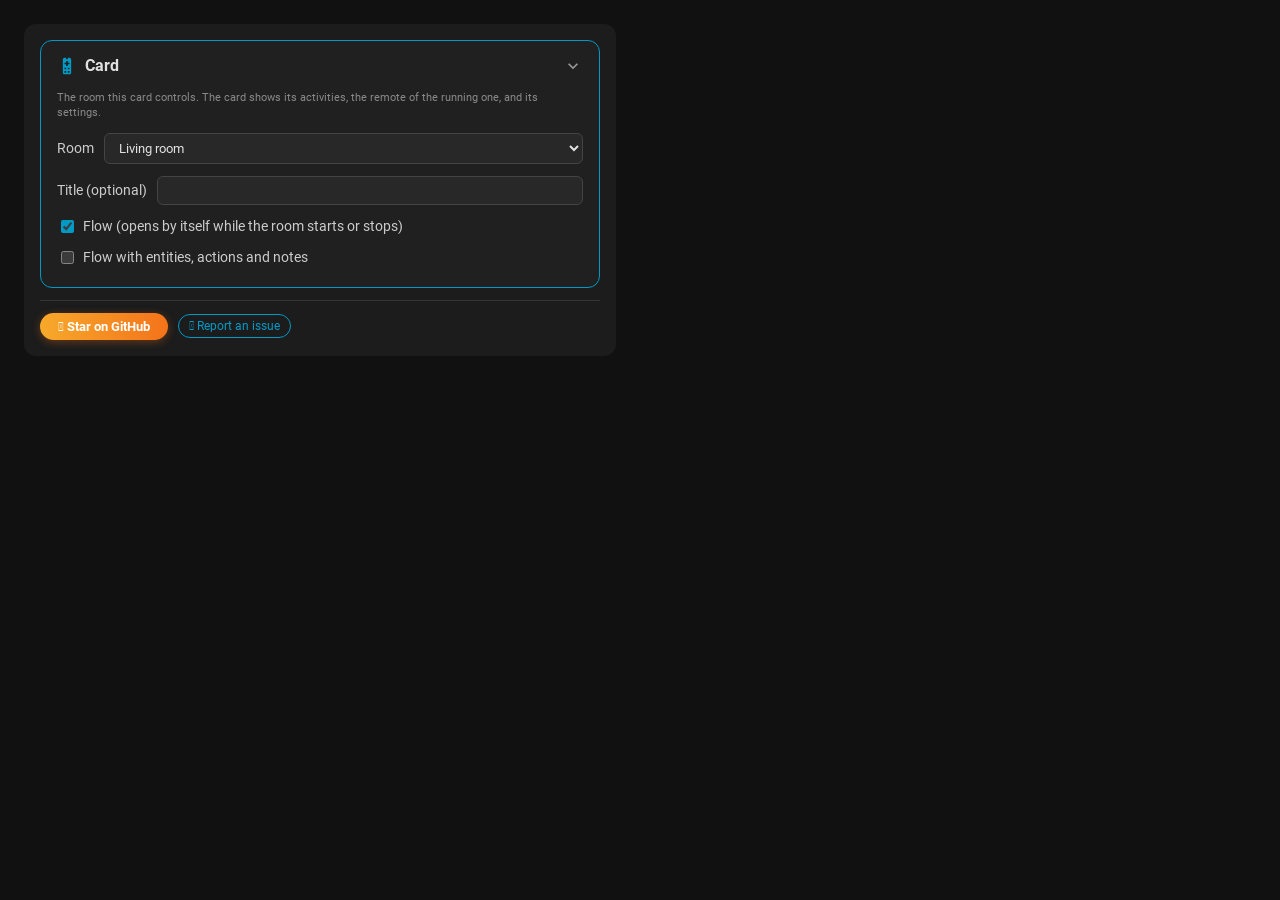 Card
The room this card controls. The card shows its activities, the remote of the running one, and its
settings.
Room
Living room
Title (optional)
Flow (opens by itself while the room starts or stops)
Flow with entities, actions and notes
Star on GitHub
Report an issue